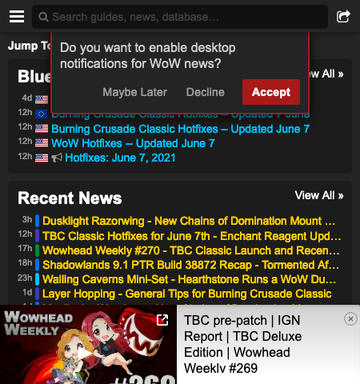 Search guides, news, database…
Jump To
Do you want to enable desktop
notifications for WoW news?
Maybe Later
Decline
Accept
Blue
View All »
4d
12h Burning Crusade Classic Hotfixes -- Updated June
12h Burning Crusade Classic Hotfixes -- Updated June 7
12h WoW Hotfixes -- Updated June 7
12h Hotfixes: June 7, 2021
Recent News
View All »
3h Dusklight Razorwing - New Chains of Domination Mount ...
12h TBC Classic Hotfixes for June 7th - Enchant Reagent Upd...
17h Wowhead Weekly #270 - TBC Classic Launch and Recen...
18h Shadowlands 9.1 PTR Build 38872 Recap - Tormented Af...
23h Wailing Caverns Mini-Set - Hearthstone Runs a WoW Du...
1d Layer Hopping - General Tips for Burning Crusade Classic
WOWHEAD
WEEKLY
#269
TBC pre-patch | IGN
Report | TBC Deluxe
Edition | Wowhead
Weekly #269